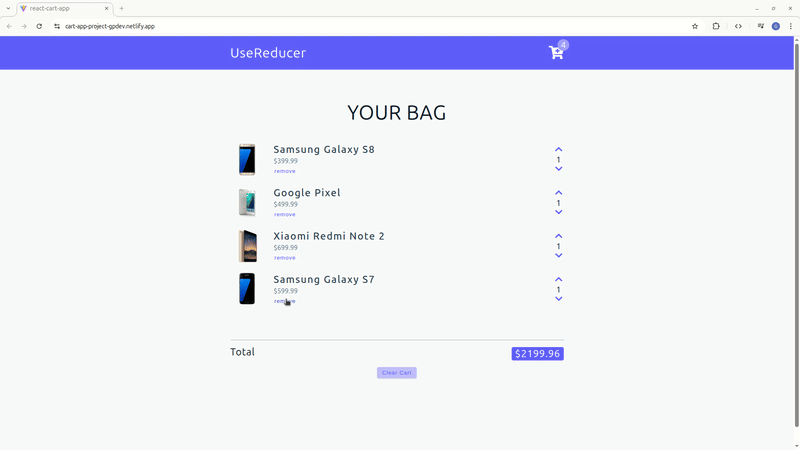 react-cart-app
cart-app-project-gpdev.netlify.app
UseReducer
4
YOUR BAG
Samsung Galaxy S8
$399.99
1
remove
Google Pixel
$499.99
1
remove
Xiaomi Redmi Note 2
$699.99
1
remove
Samsung Galaxy S7
$599.99
1
remove
Total
$2199.96
Clear Cart